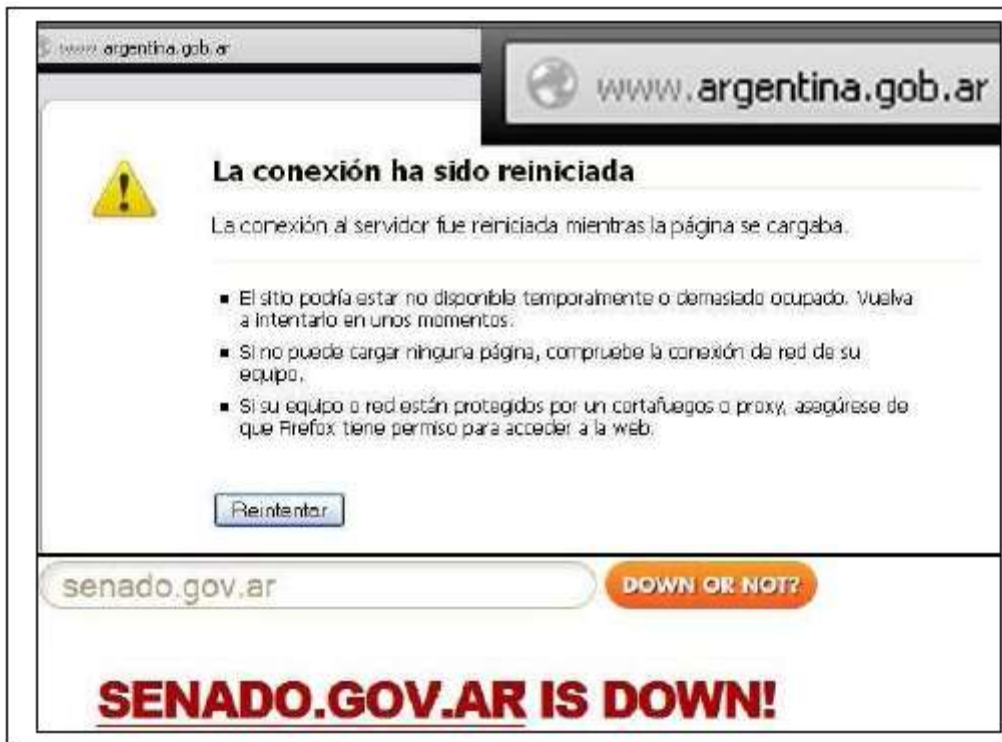 www.argentina.gob.ar
www.argentina.gob.ar
La conexión ha sido reiniciada
La conexión al servidor fue reiniciada mientras la página se cargaba.
■ El sitio podría estar no disponible temporalmente o demasiado ocupado. Vuelva
a intentarlo en unos momentos.
■ Si no puede cargar ninguna página, compruebe la conexión de red de su
equipo.
■ Si su equipo o red están protegidos por un cortafuegos o proxy, asegúrese de
que Firefox tiene permiso para acceder a la web.
Reintentar
senado.gov.ar
DOWN OR NOT?
SENADO.GOV.AR IS DOWN!